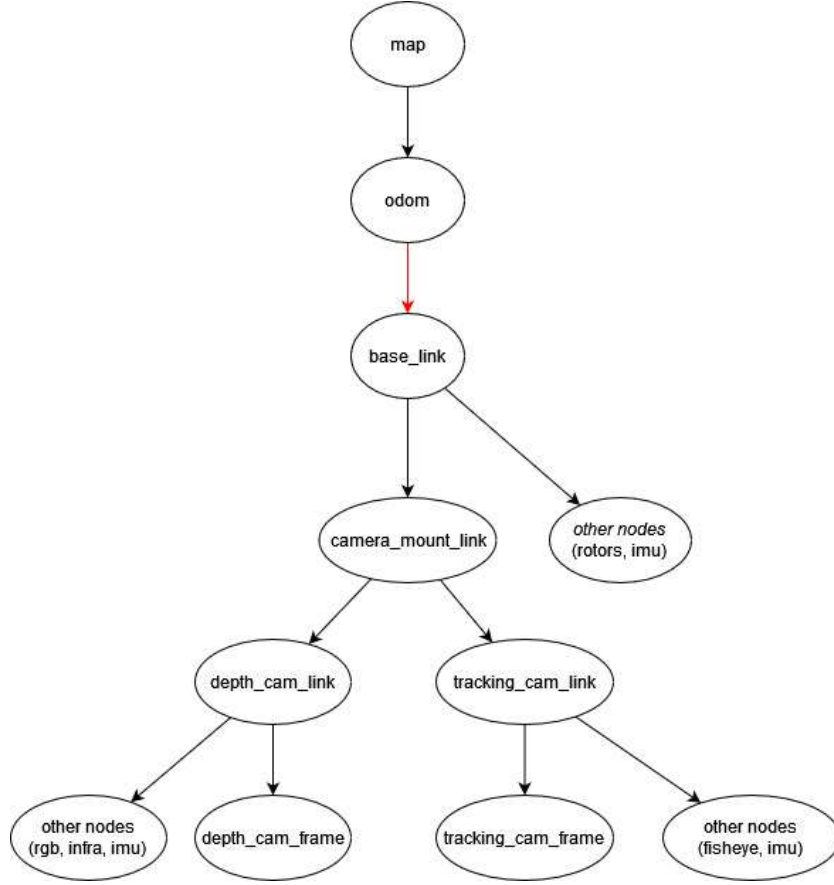 map
odom
base_link
camera_mount_link
other nodes
(rotors, imu)
depth_cam_link
tracking_cam_link
other nodes
(rgb, infra, imu)
depth_cam_frame
tracking_cam_frame
other nodes
(fisheye, imu)